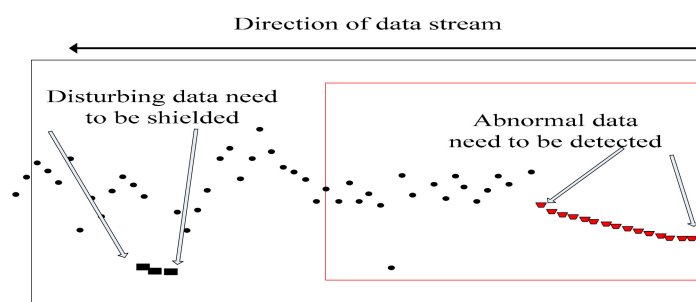 Direction of data stream
Disturbing data need
to be shielded
Abnormal data
need to be detected